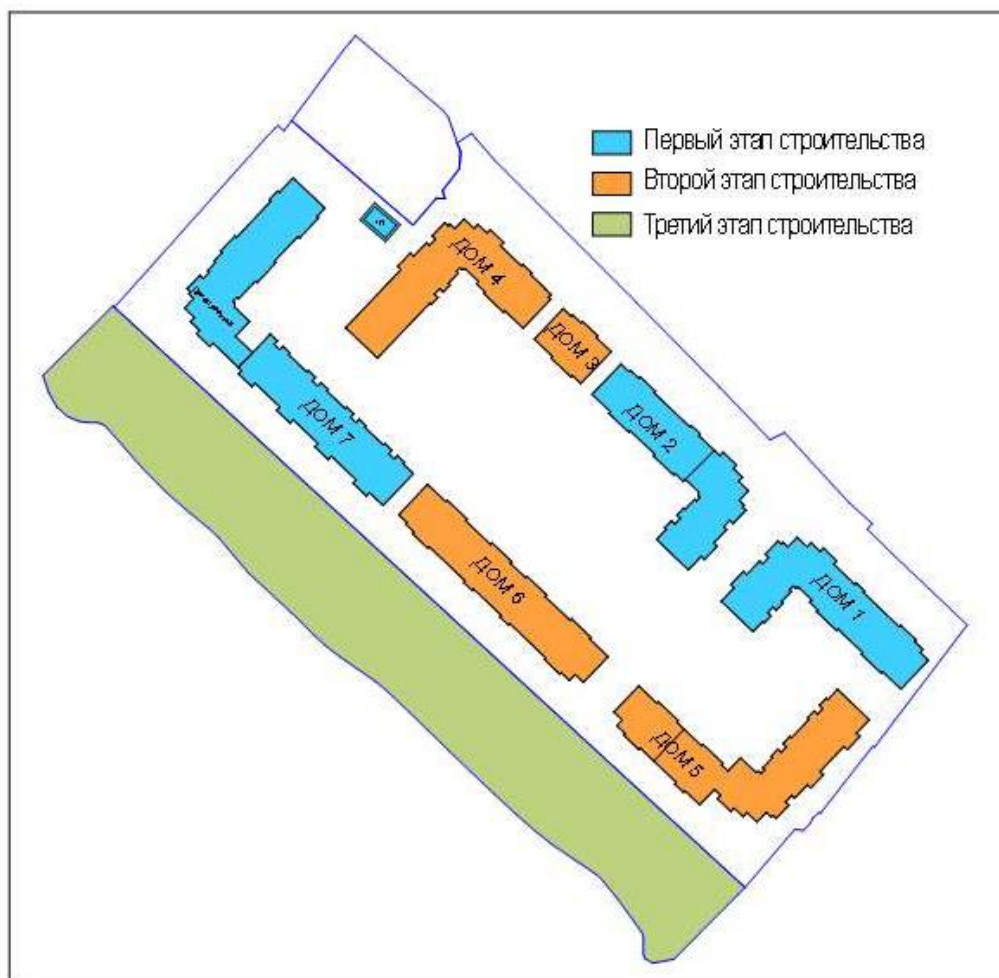 Первый этап строительства
Второй этап строительства
Третий этап строительства
ДОМ 4
ДОМ 3
ДОМ 2
ДОМ 7
ДОМ 6
ДОМ 1
ДОМ 5